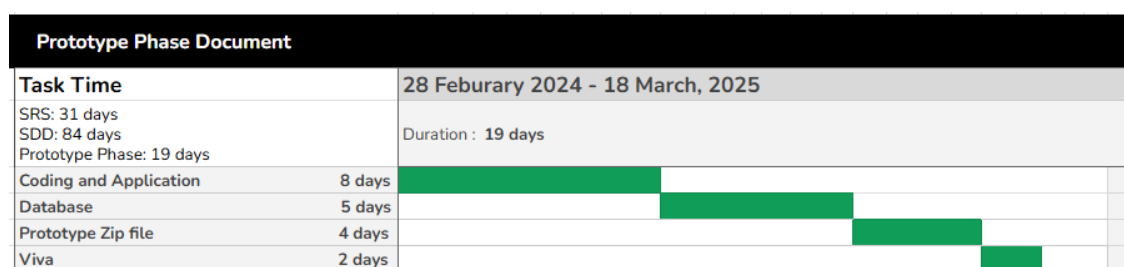 Prototype Phase Document
Task Time
28 Feburary 2024 - 18 March, 2025
SRS: 31 days
SDD: 84 days
Prototype Phase: 19 days
Duration : 19 days
Coding and Application 8 days
Database 5 days
Prototype Zip file 4 days
Viva 2 days